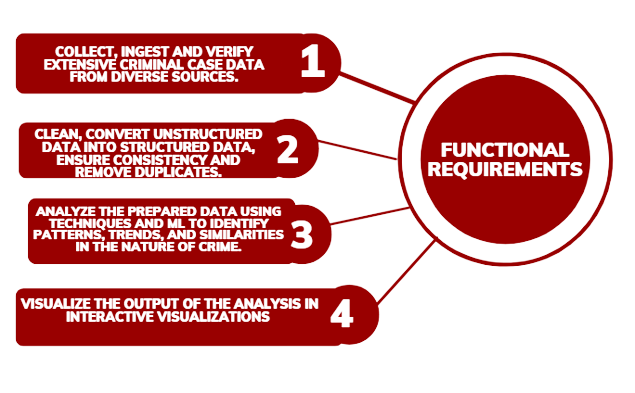 COLLECT, INGEST AND VERIFY
EXTENSIVE CRIMINAL CASE DATA
FROM DIVERSE SOURCES.
1
CLEAN, CONVERT UNSTRUCTURED
DATA INTO STRUCTURED DATA,
ENSURE CONSISTENCY AND
REMOVE DUPLICATES.
2
ANALYZE THE PREPARED DATA USING
TECHNIQUES AND ML TO IDENTIFY
PATTERNS, TRENDS, AND SIMILARITIES
IN THE NATURE OF CRIME.
3
VISUALIZE THE OUTPUT OF THE ANALYSIS IN
INTERACTIVE VISUALIZATIONS
4
FUNCTIONAL
REQUIREMENTS